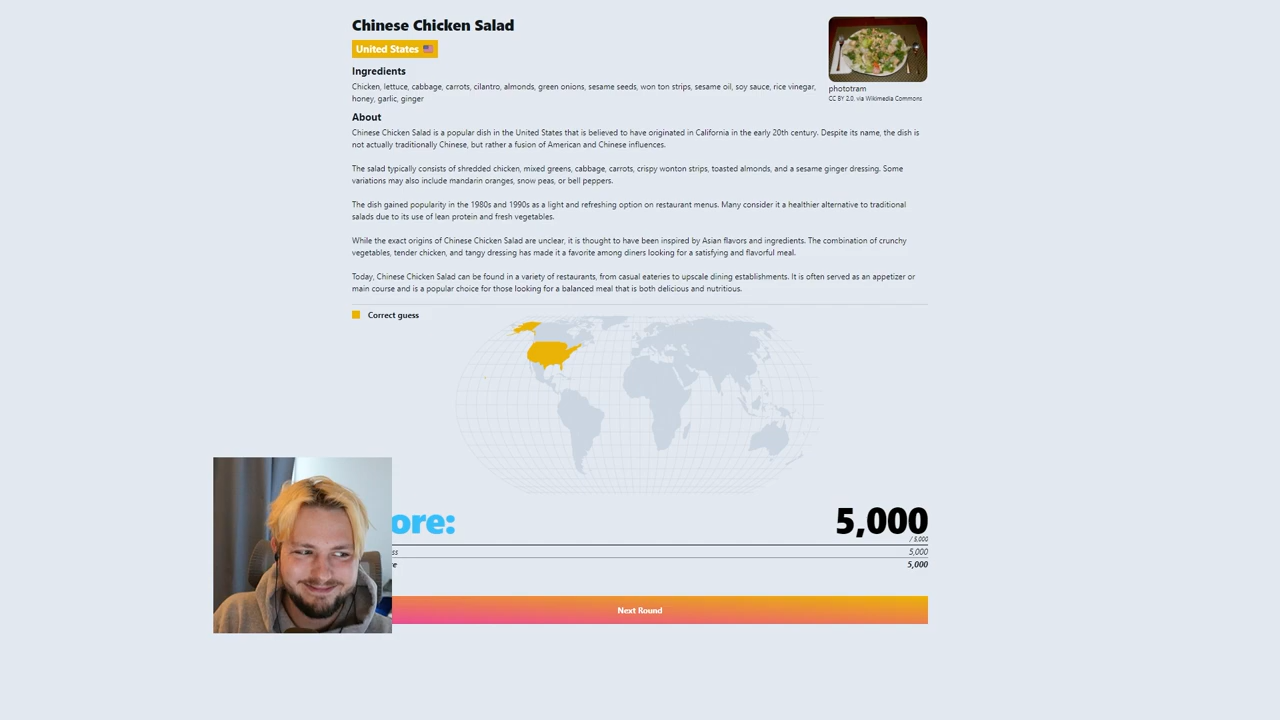 Chinese Chicken Salad
United States
Ingredients
Chicken, lettuce, cabbage, carrots, cilantro, almonds, green onions, sesame seeds, won ton strips, sesame oil, soy sauce, rice vinegar,
honey, garlic, ginger
phototram
CC BY 2.0, via Wikimedia Commons
About
Chinese Chicken Salad is a popular dish in the United States that is believed to have originated in California in the early 20th century. Despite its name, the dish is
not actually traditionally Chinese, but rather a fusion of American and Chinese influences.
The salad typically consists of shredded chicken, mixed greens, cabbage, carrots, crispy wonton strips, toasted almonds, and a sesame ginger dressing. Some
variations may also include mandarin oranges, snow peas, or bell peppers.
The dish gained popularity in the 1980s and 1990s as a light and refreshing option on restaurant menus. Many consider it a healthier alternative to traditional
salads due to its use of lean protein and fresh vegetables.
While the exact origins of Chinese Chicken Salad are unclear, it is thought to have been inspired by Asian flavors and ingredients. The combination of crunchy
vegetables, tender chicken, and tangy dressing has made it a favorite among diners looking for a satisfying and flavorful meal.
Today, Chinese Chicken Salad can be found in a variety of restaurants, from casual eateries to upscale dining establishments. It is often served as an appetizer or
main course and is a popular choice for those looking for a balanced meal that is both delicious and nutritious.
Correct guess
ore: 5,000
/ 5,000
ss 5,000
re 5,000
Next Round